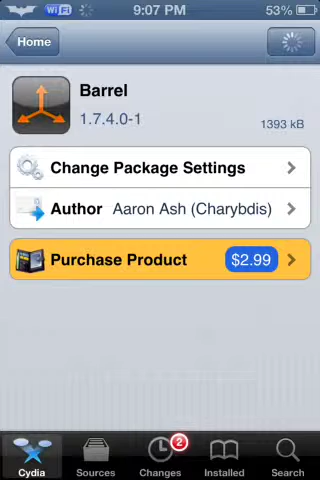 WiFi 9:07 PM 53%
Home
Barrel
1.7.4.0-1
1393 kB
Change Package Settings
Author Aaron Ash (Charybdis)
Purchase Product $2.99
2
Cydia Sources Changes Installed Search